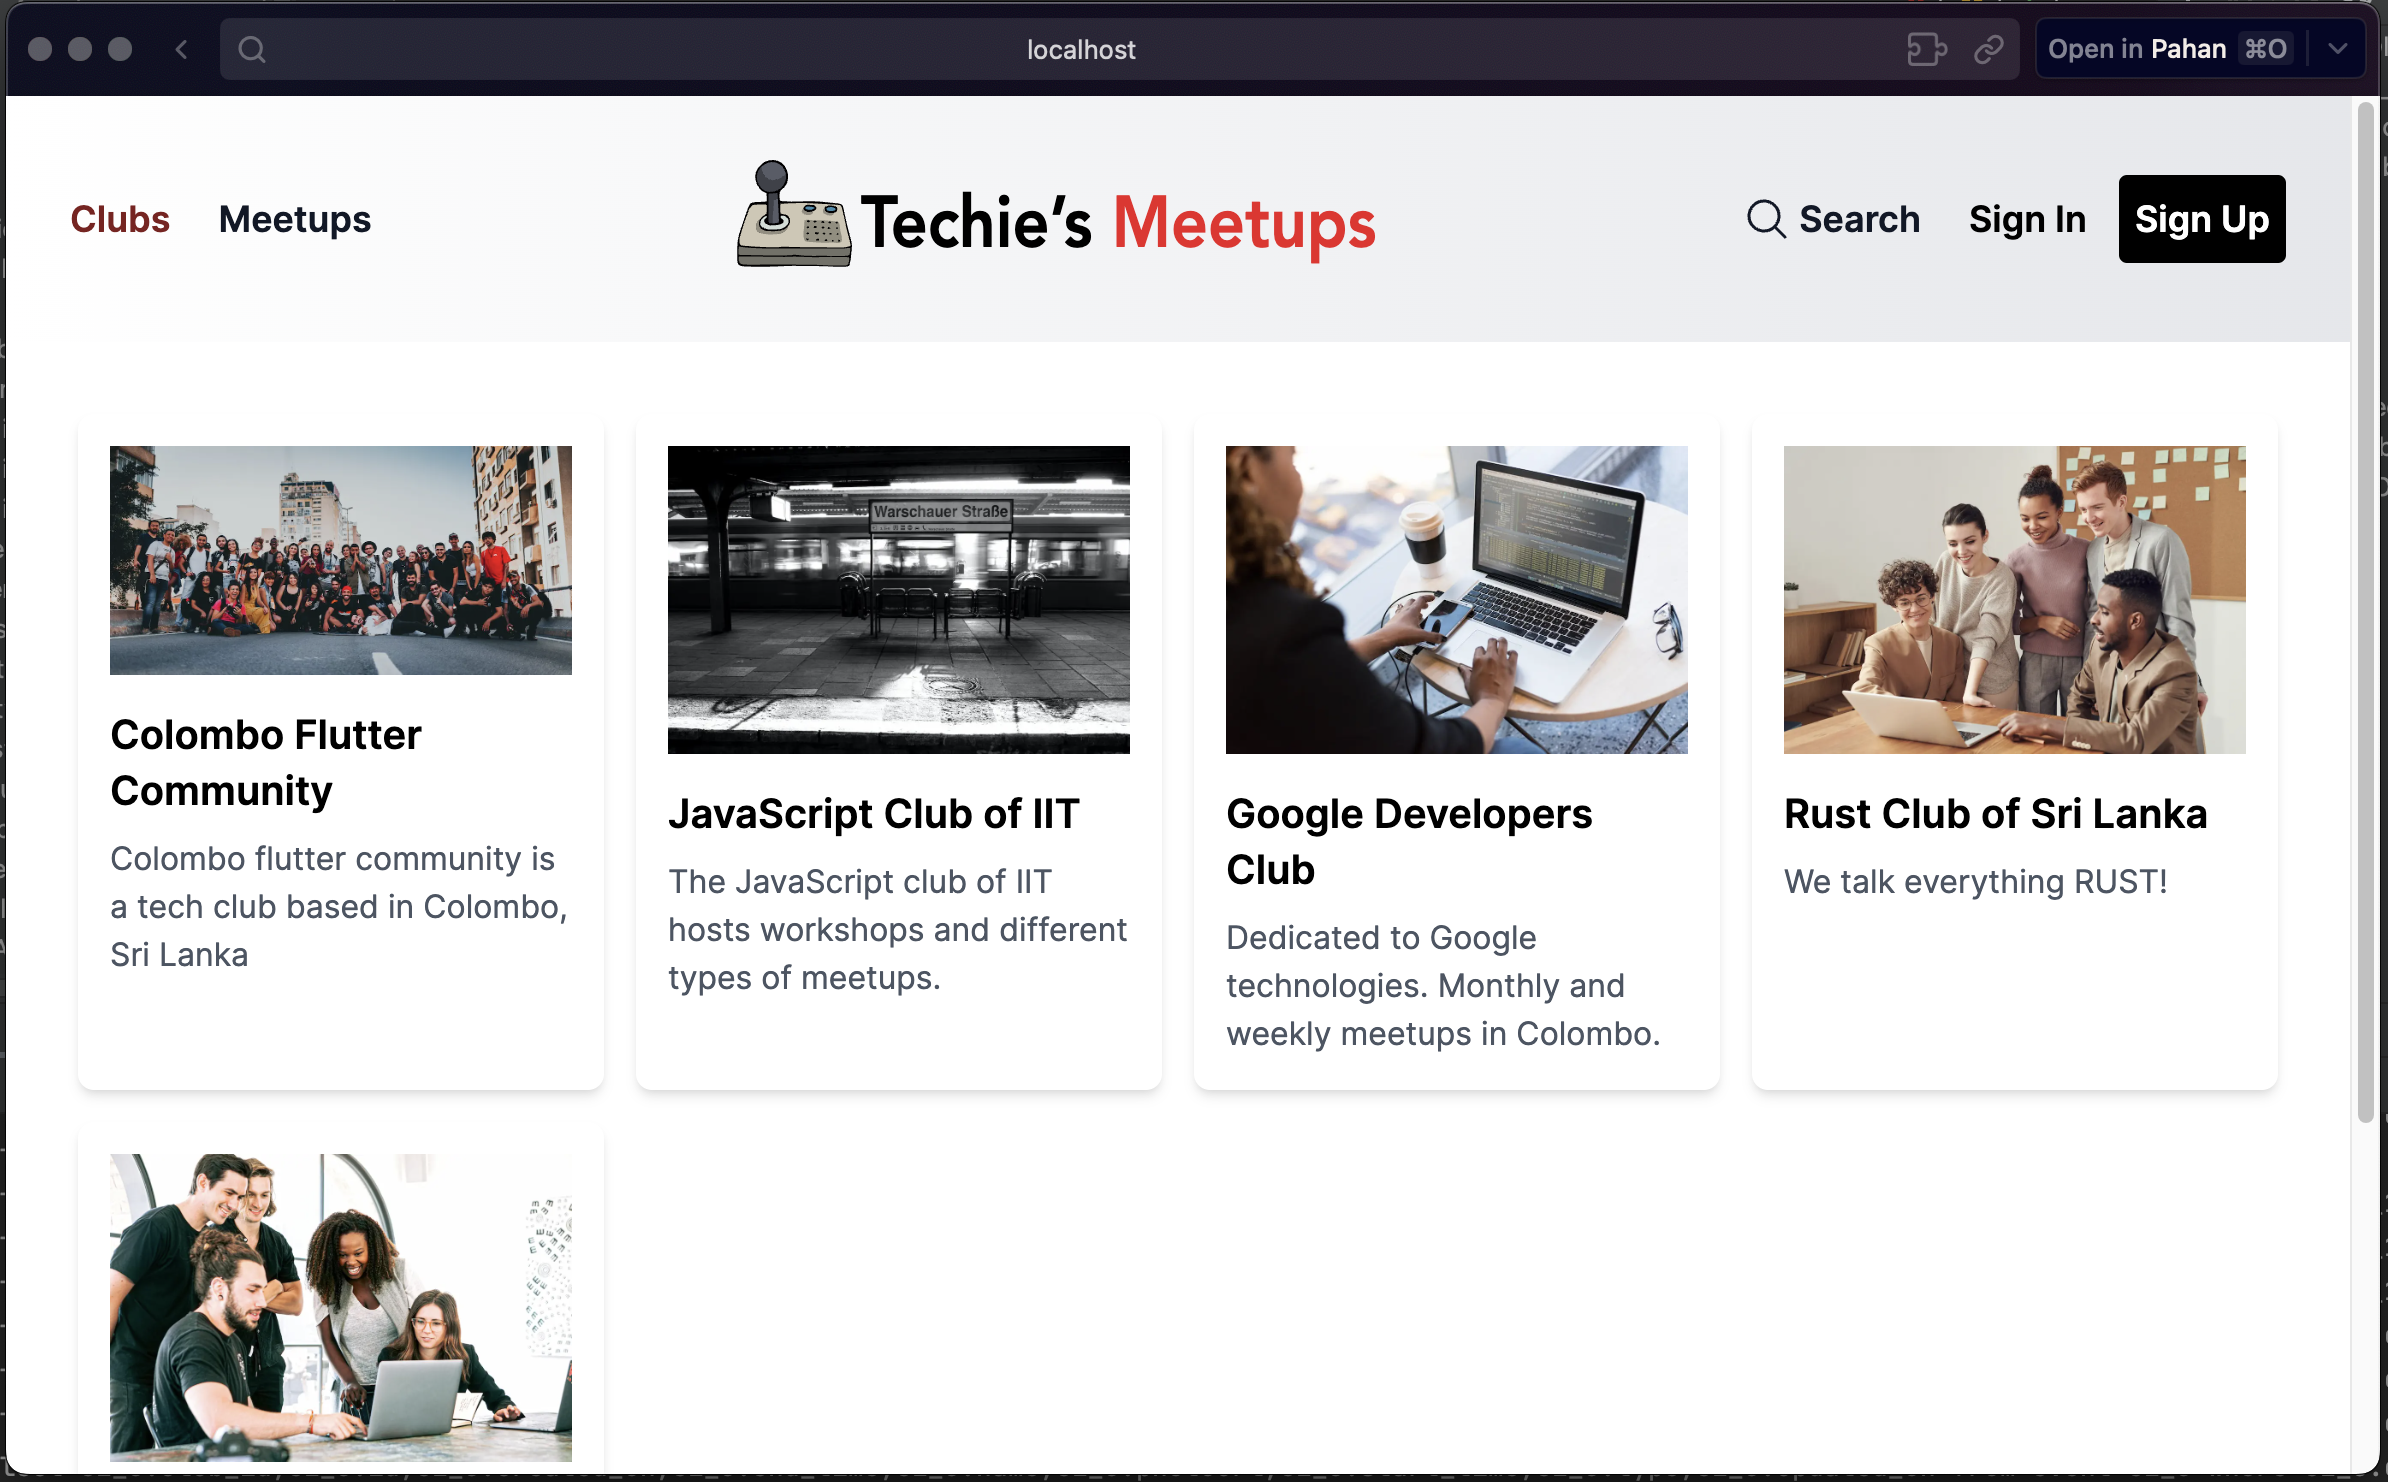 localhost
Open in Pahan ⌘O
Clubs
Meetups
Techie's Meetups
Search
Sign In
Sign Up
Warschauer Straße
Colombo Flutter
Community
Colombo flutter community is
a tech club based in Colombo,
Sri Lanka
JavaScript Club of IIT
The JavaScript club of IIT
hosts workshops and different
types of meetups.
Google Developers
Club
Dedicated to Google
technologies. Monthly and
weekly meetups in Colombo.
Rust Club of Sri Lanka
We talk everything RUST!